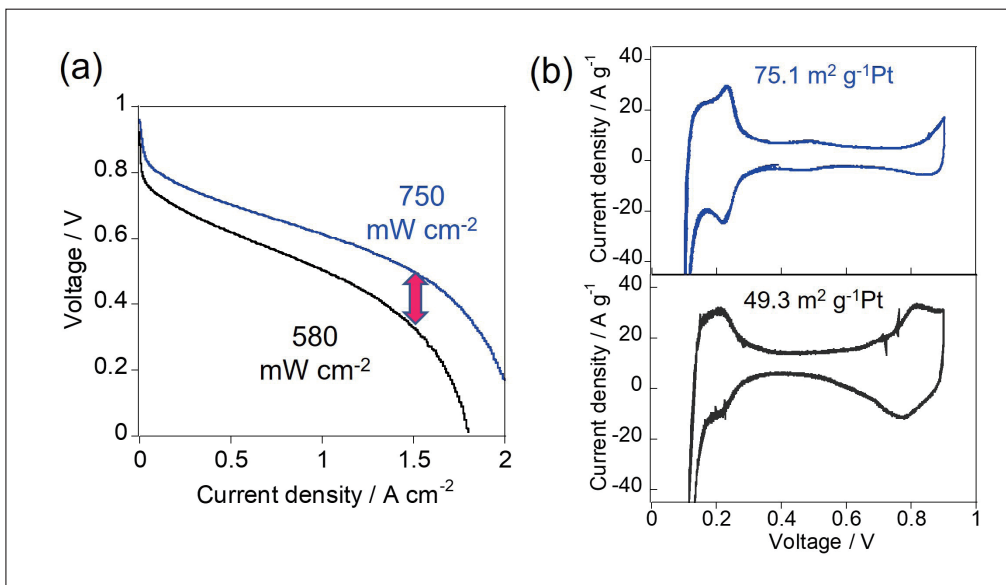 (a)
1
0.8
0.6
0.4
0.2
0
Voltage / V
750
mW cm-2
580
mW cm-2
0
0.5
1
1.5
2
Current density / A cm-2
(b)
40
20
0
-20
-40
Current density / A g-1
75.1 m2 g-1Pt
40
20
0
-20
-40
Current density / A g-1
49.3 m2 g-1Pt
0
0.2
0.4
0.6
0.8
1
Voltage / V